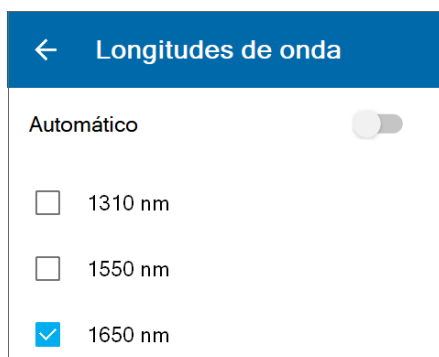 Longitudes de onda
Automático
1310 nm
1550 nm
1650 nm